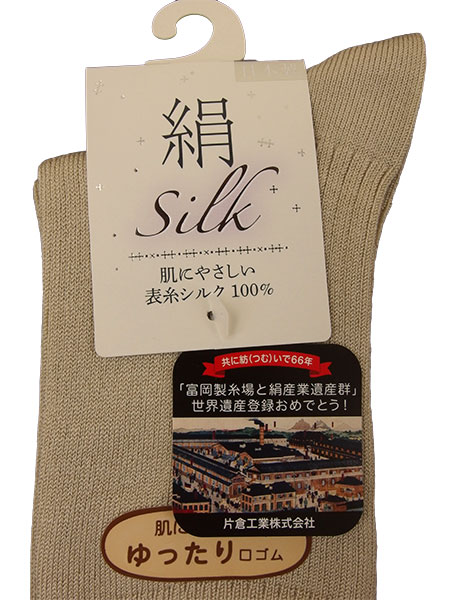 日本製
絹
Silk
肌にやさしい
表糸シルク100%
共に紡(つむ)いで66年
「富岡製糸場と絹産業遺産群」
世界遺産登録おめでとう！
片倉工業株式会社
肌に
ゆったり口ゴム